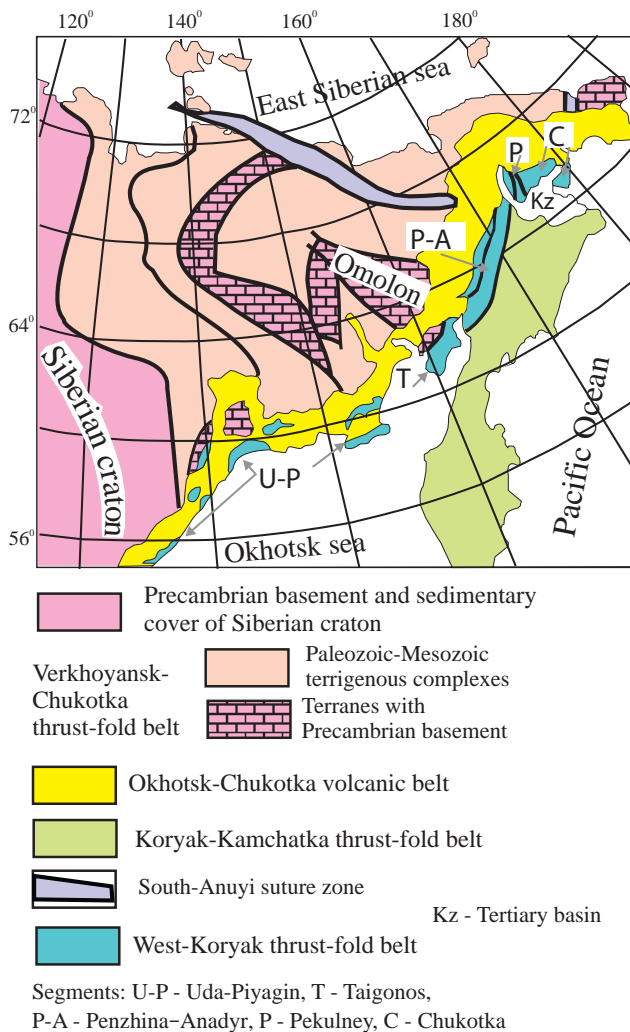 120⁰ 140⁰ 160⁰ 180⁰
East Siberian sea
72⁰
P C
Kz
P-A
Omolon
64⁰
Siberian craton
T
Pacific Ocean
U-P
56⁰
Okhotsk sea
Precambrian basement and sedimentary
cover of Siberian craton
Verkhoyansk-
Chukotka
thrust-fold belt
Paleozoic-Mesozoic
terrigenous complexes
Terranes with
Precambrian basement
Okhotsk-Chukotka volcanic belt
Koryak-Kamchatka thrust-fold belt
South-Anuyi suture zone
Kz - Tertiary basin
West-Koryak thrust-fold belt
Segments: U-P - Uda-Piyagin, T - Taigonos,
P-A - Penzhina-Anadyr, P - Pekulney, C - Chukotka